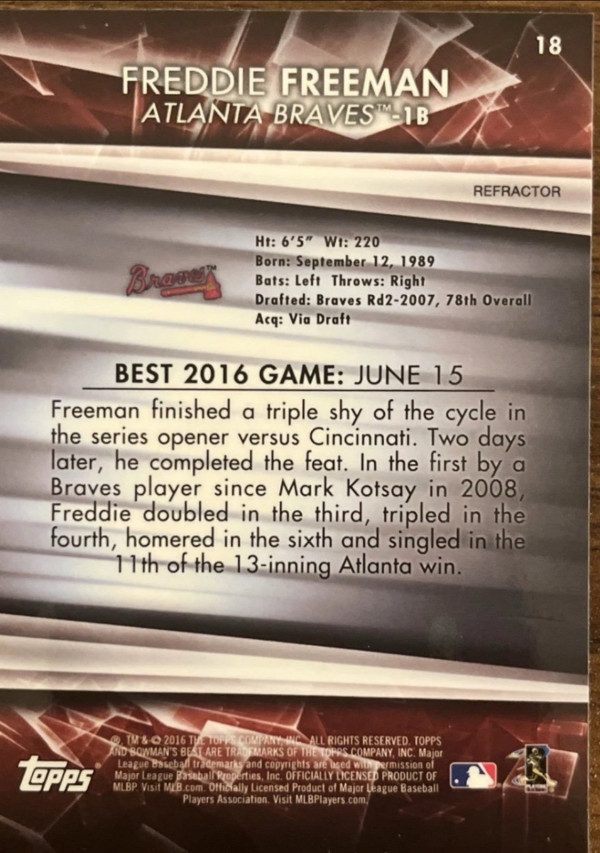 18
FREDDIE FREEMAN
ATLANTA BRAVES™-1B
REFRACTOR
Ht: 6'5" Wt: 220
Born: September 12, 1989
Braves™
Bats: Left Throws: Right
Drafted: Braves Rd2-2007, 78th Overall
Acq: Via Draft
BEST 2016 GAME: JUNE 15
Freeman finished a triple shy of the cycle in
the series opener versus Cincinnati. Two days
later, he completed the feat. In the first by a
Braves player since Mark Kotsay in 2008,
Freddie doubled in the third, tripled in the
fourth, homered in the sixth and singled in the
11th of the 13-inning Atlanta win.
®, TM & © 2016 THE TOPPS COMPANY, INC. ALL RIGHTS RESERVED. TOPPS
AND BOWMAN'S BEST ARE TRADEMARKS OF THE TOPPS COMPANY, INC. Major
League Baseball trademarks and copyrights are used with permission of
Major League Baseball Properties, Inc. OFFICIALLY LICENSED PRODUCT OF
MLBP. Visit MLB.com. Officially Licensed Product of Major League Baseball
Players Association. Visit MLBPlayers.com.
topps